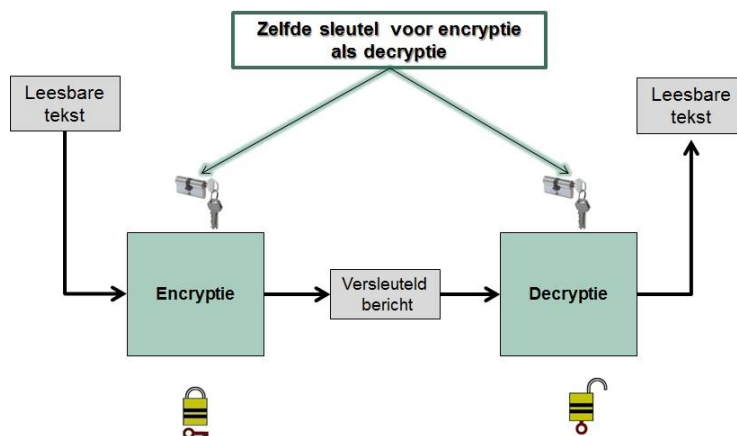 Zelfde sleutel voor encryptie
als decryptie
Leesbare
tekst
Leesbare
tekst
Encryptie
Versleuteld
bericht
Decryptie